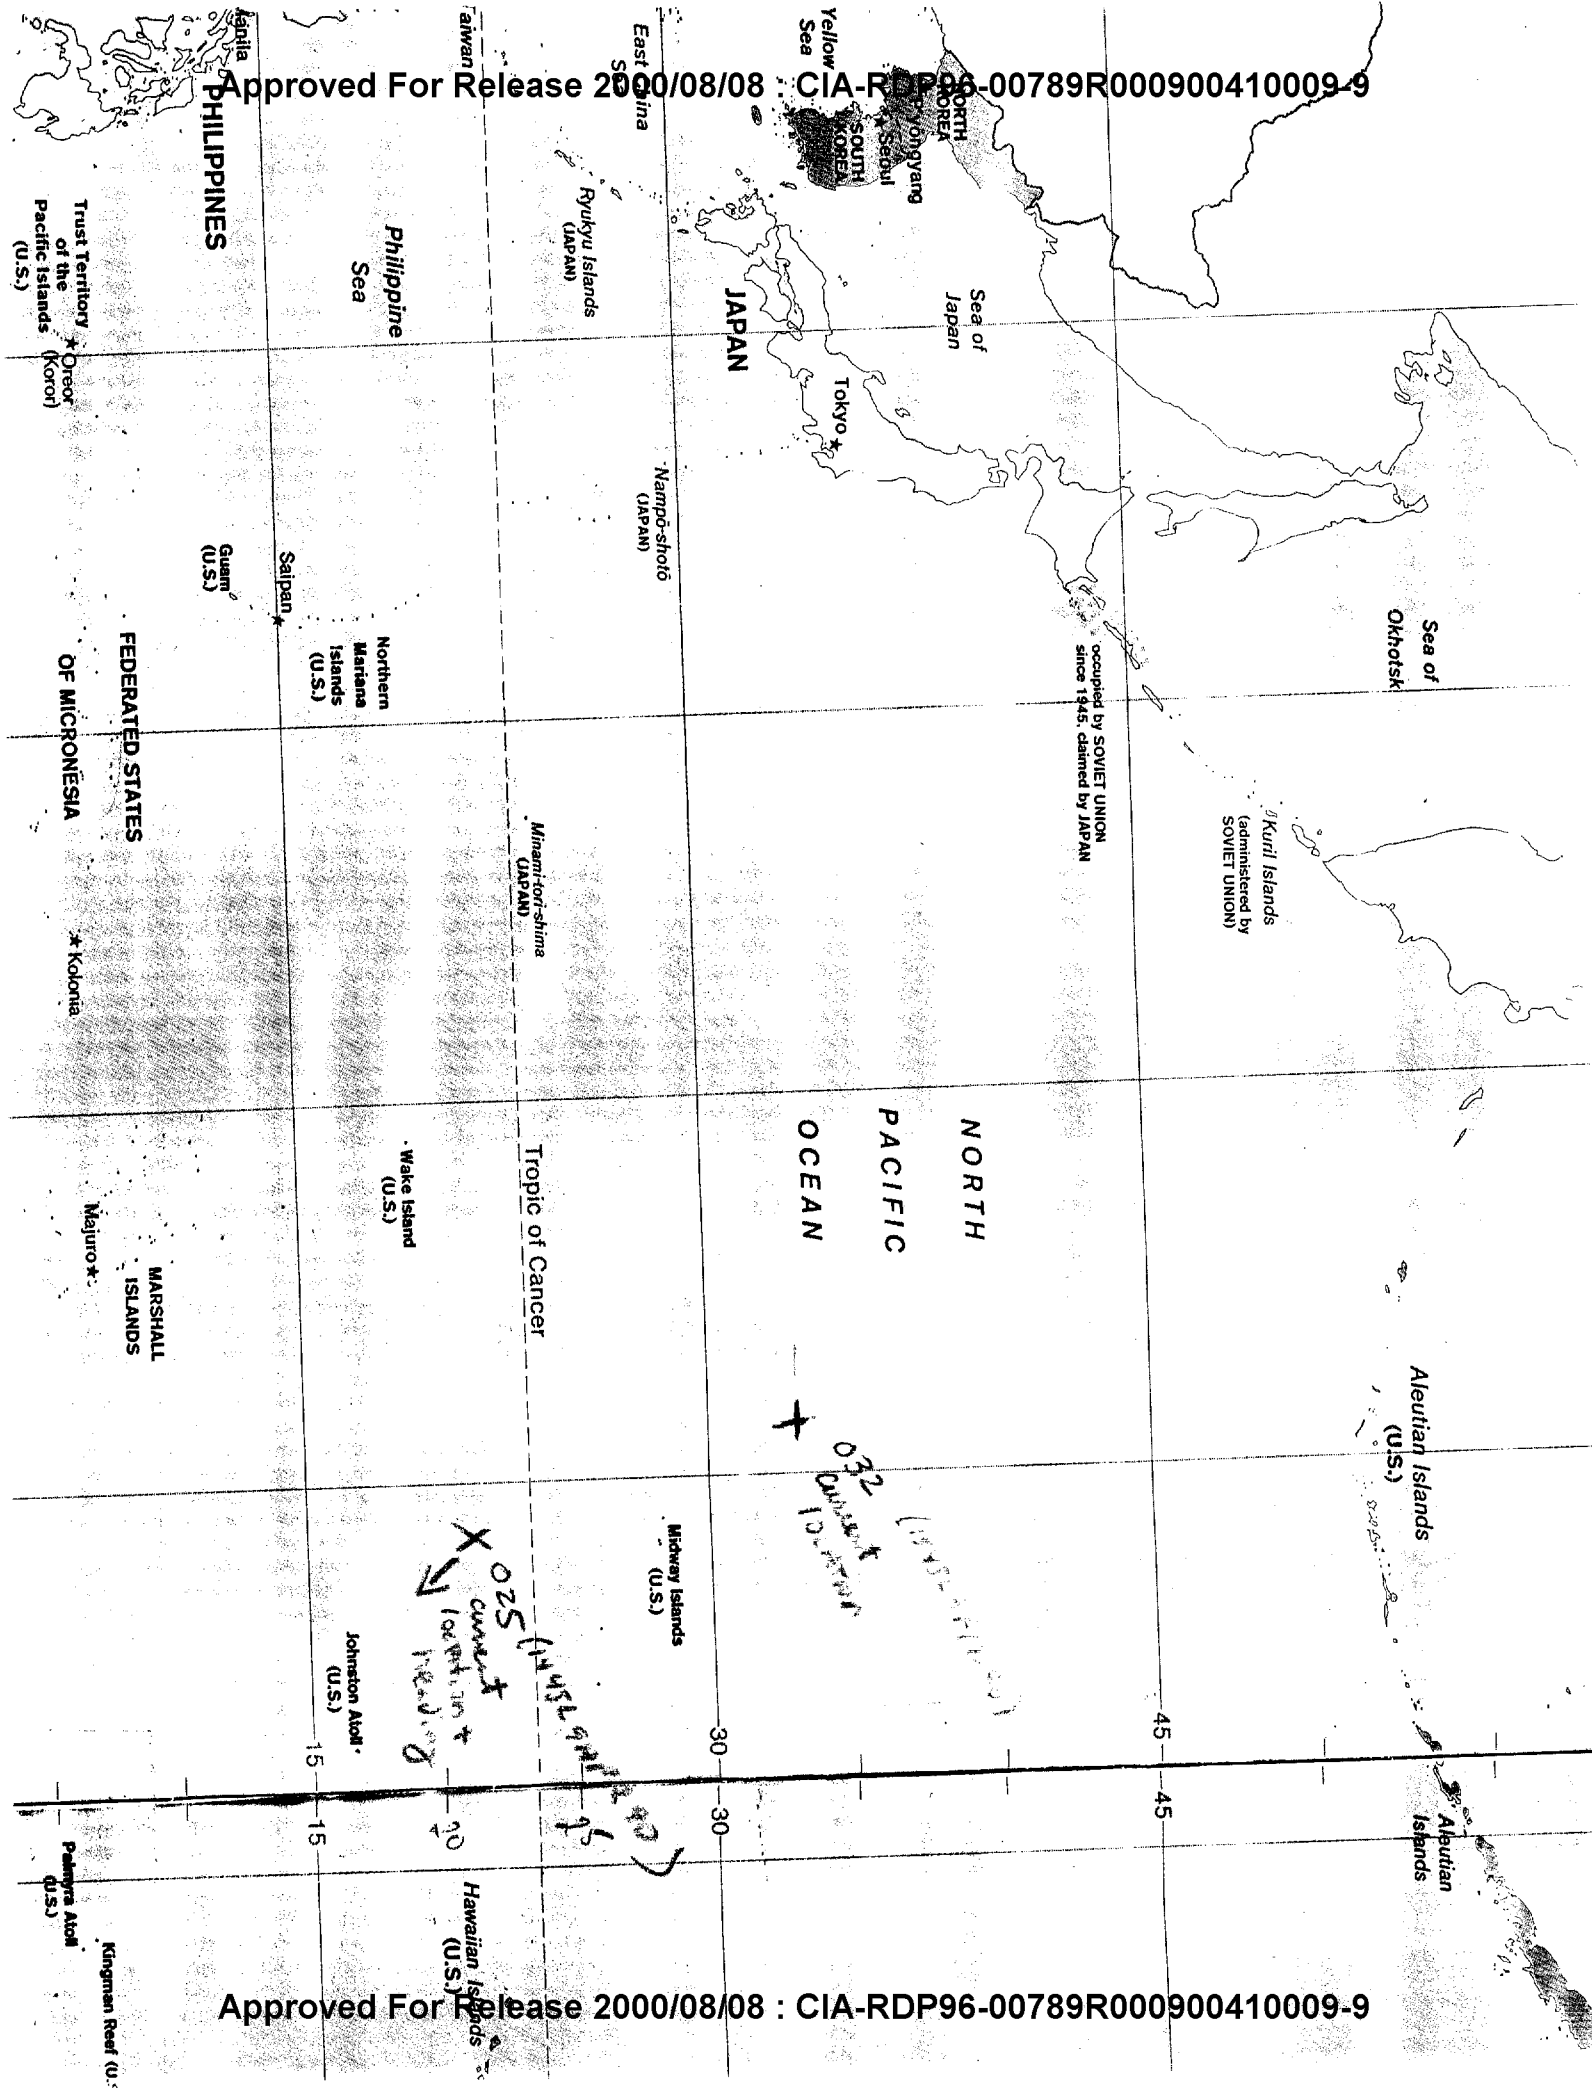 Approved For Release 2000/08/08 : CIA-RDP96-00789R000900410009-9
Sea of
Okhotsk
Aleutian Islands
(U.S.)
Aleutian
Islands
Kuril Islands
(administered by
SOVIET UNION)
occupied by SOVIET UNION
since 1945, claimed by JAPAN
45
45
NORTH
KOREA
Pyongyang
Seoul
SOUTH
KOREA
Yellow
Sea
Sea of
Japan
Tokyo
JAPAN
NORTH
PACIFIC
OCEAN
032
current
East China
Nampō-shotō
(JAPAN)
Ryukyu Islands
(JAPAN)
Midway Islands
(U.S.)
30
30
Minami-tori-shima
(JAPAN)
Tropic of Cancer
025
current
location +
heading
Taiwan
Philippine
Sea
Northern
Mariana
Islands
(U.S.)
Wake Island
(U.S.)
Johnston Atoll
(U.S.)
15
15
20
Hawaiian Islands
(U.S.)
Saipan
Guam
(U.S.)
Manila
PHILIPPINES
FEDERATED STATES
OF MICRONESIA
Kolonia
MARSHALL
ISLANDS
Majuro
Trust Territory
of the
Pacific Islands
(U.S.)
Oreor
(Koror)
Kingman Reef (U.S
Palmyra Atoll
(U.S.)
Approved For Release 2000/08/08 : CIA-RDP96-00789R000900410009-9